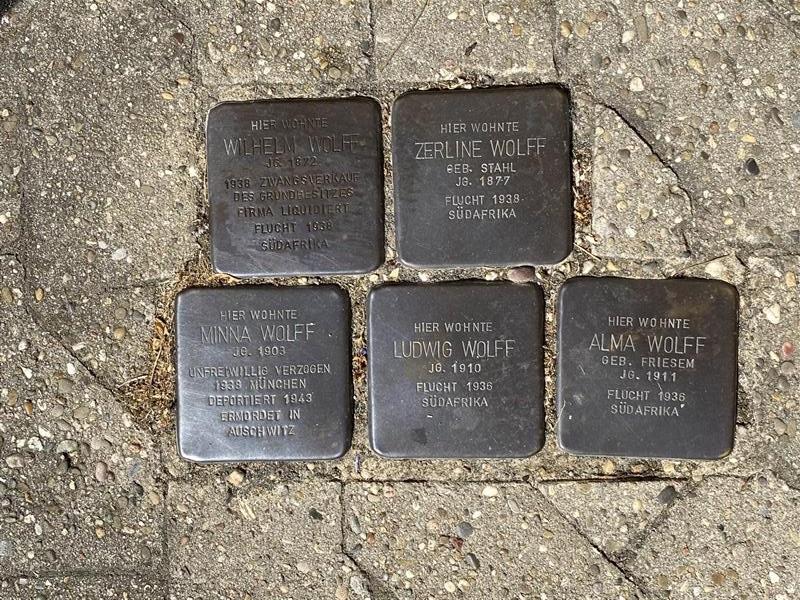 HIER WOHNTE
WILHELM WOLFF
JG. 1872
1938 ZWANGSVERKAUF
DES GRUNDBESITZES
FIRMA LIQUIDIERT
FLUCHT 1938
SÜDAFRIKA
HIER WOHNTE
ZERLINE WOLFF
GEB. STAHL
JG. 1877
FLUCHT 1938
SÜDAFRIKA
HIER WOHNTE
MINNA WOLFF
JG. 1903
UNFREIWILLIG VERZOGEN
1939 MÜNCHEN
DEPORTIERT 1943
ERMORDET IN
AUSCHWITZ
HIER WOHNTE
LUDWIG WOLFF
JG. 1910
FLUCHT 1936
SÜDAFRIKA
HIER WOHNTE
ALMA WOLFF
GEB. FRIESEM
JG. 1911
FLUCHT 1936
SÜDAFRIKA